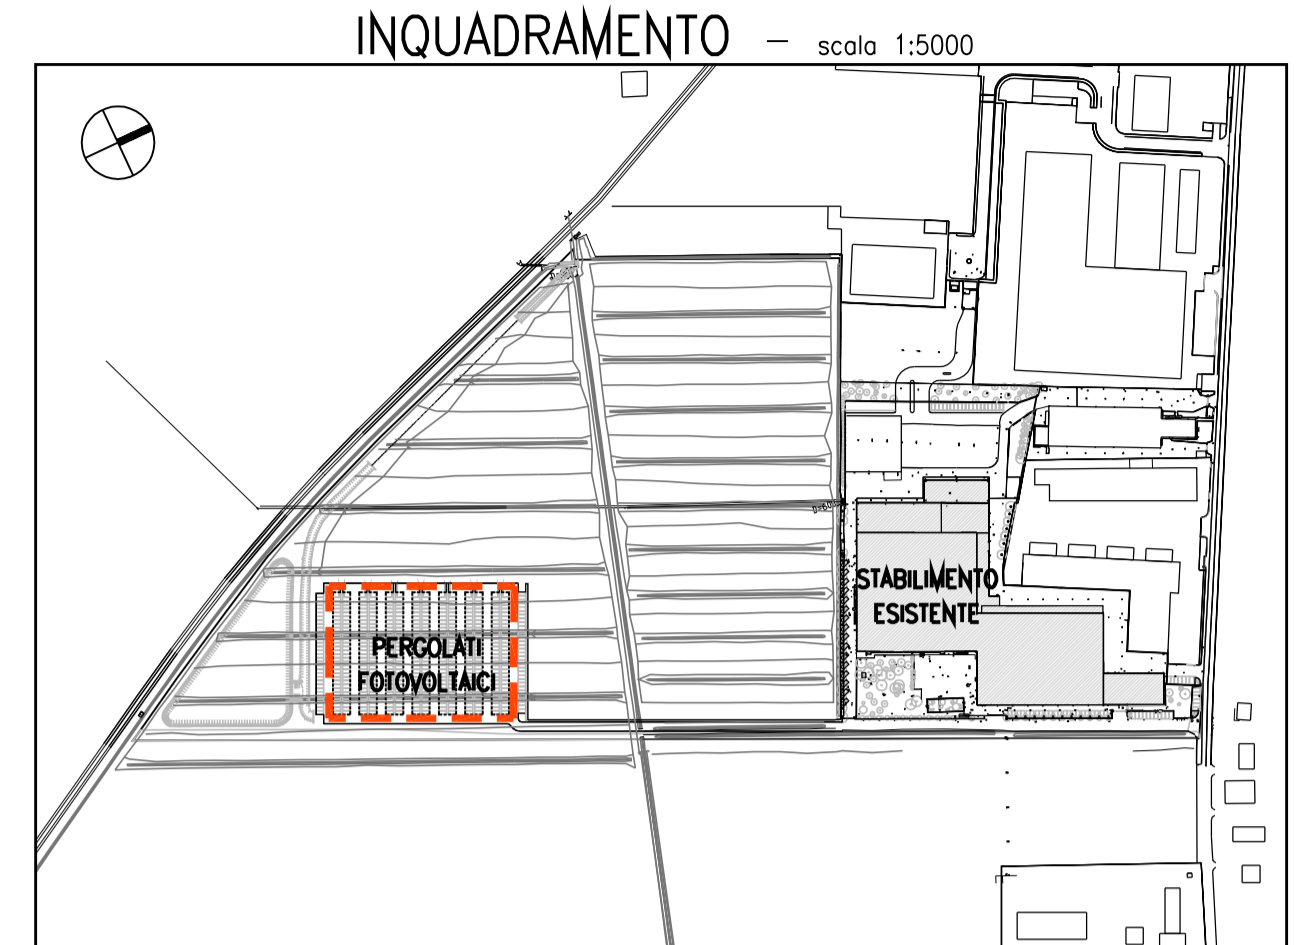 INQUADRAMENTO - scala 1:5000
STABILIMENTO
ESISTENTE
PERGOLATI
FOTOVOLTAICI